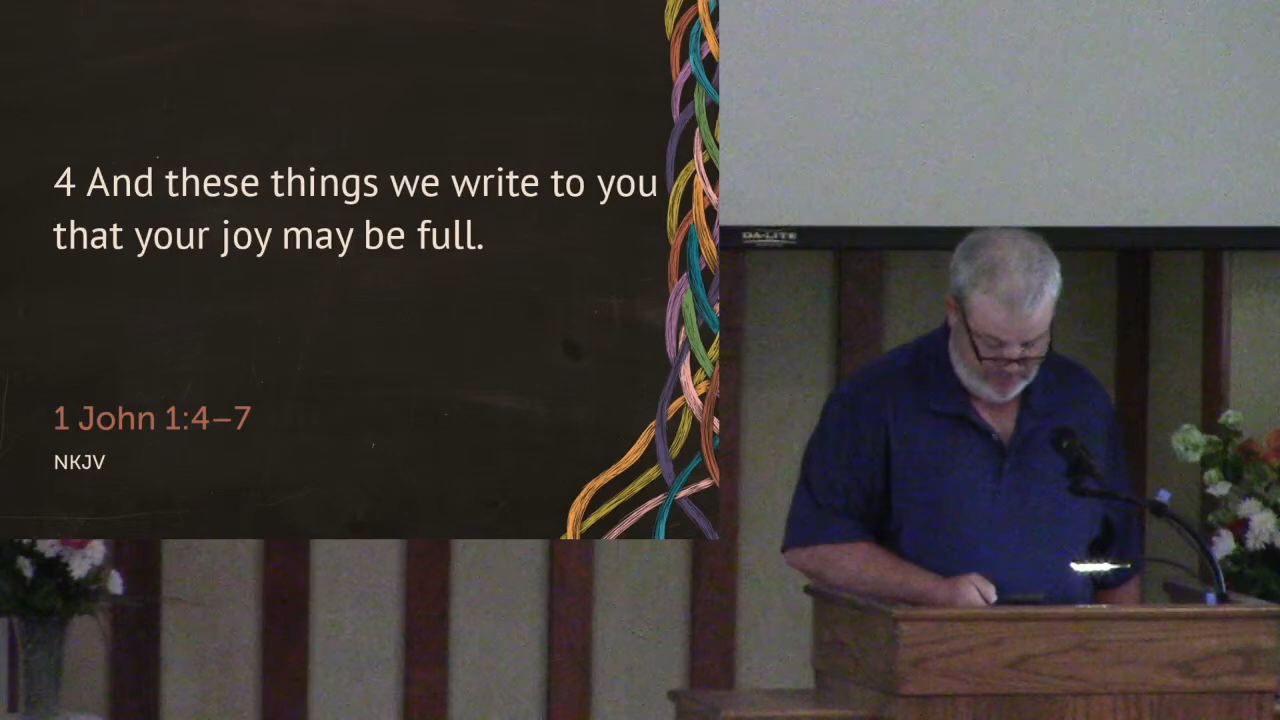 4 And these things we write to you
that your joy may be full.
1 John 1:4–7
NKJV
DA-LITE